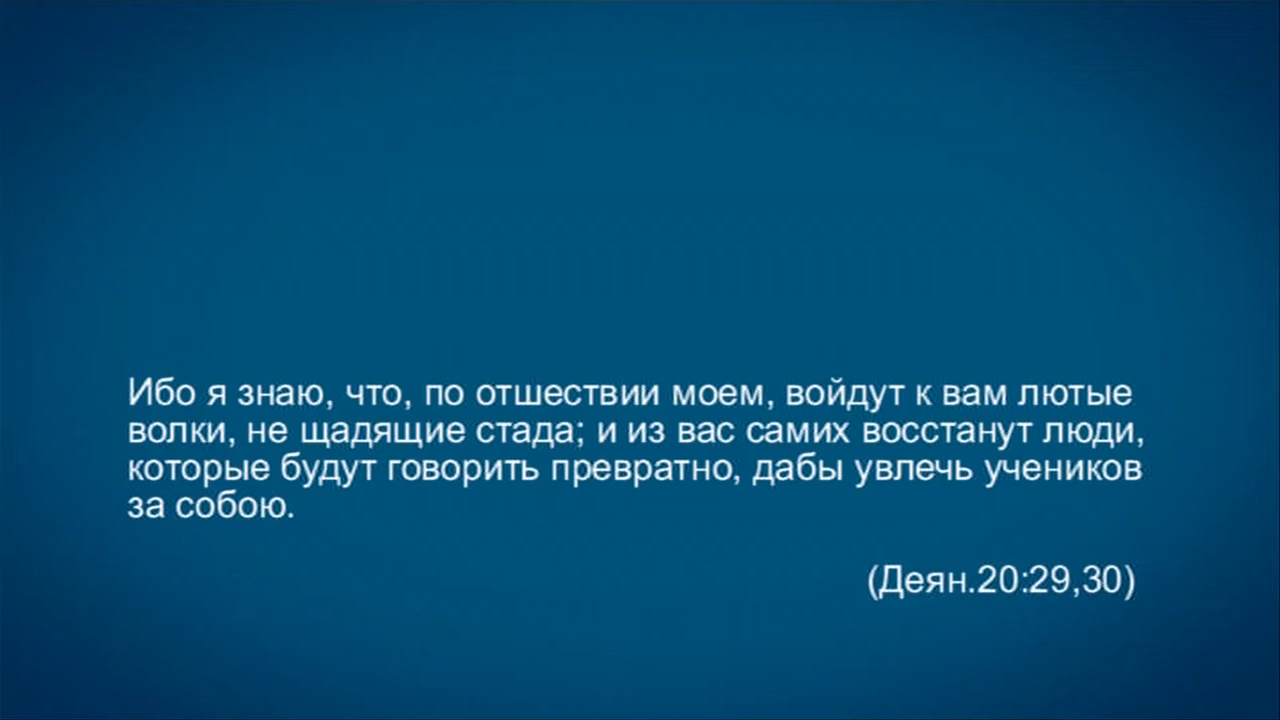 Ибо я знаю, что, по отшествии моем, войдут к вам лютые
волки, не щадящие стада; и из вас самих восстанут люди,
которые будут говорить превратно, дабы увлечь учеников
за собою.
(Деян.20:29,30)